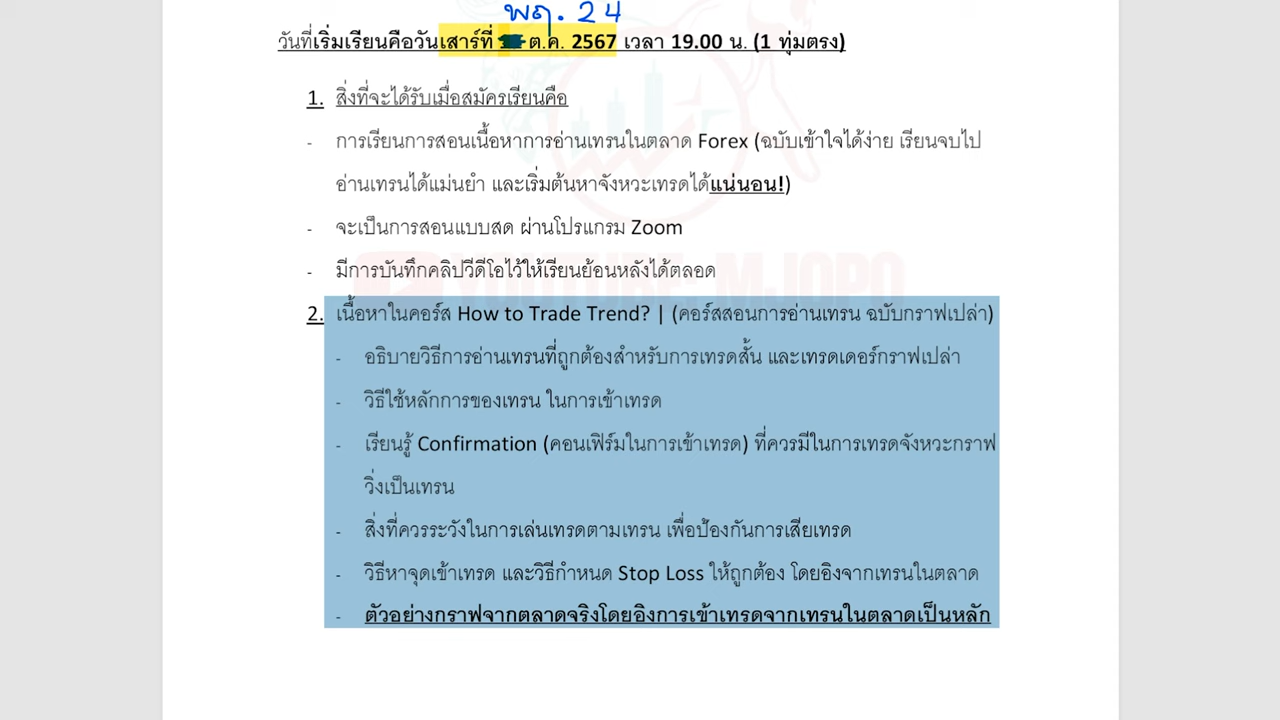 พฤ. 24
วันที่เริ่มเรียนคือวันเสาร์ที่ ต.ค. 2567 เวลา 19.00 น. (1 ทุ่มตรง)
1. สิ่งที่จะได้รับเมื่อสมัครเรียนคือ
- การเรียนการสอนเนื้อหาการอ่านเทรนในตลาด Forex (ฉบับเข้าใจได้ง่าย เรียนจบไป
อ่านเทรนได้แม่นยำ และเริ่มต้นหาจังหวะเทรดได้แน่นอน!)
- จะเป็นการสอนแบบสด ผ่านโปรแกรม Zoom
- มีการบันทึกคลิปวีดีโอไว้ให้เรียนย้อนหลังได้ตลอด
YOUTUBE: MJOPO
2. เนื้อหาในคอร์ส How to Trade Trend? | (คอร์สสอนการอ่านเทรน ฉบับกราฟเปล่า)
- อธิบายวิธีการอ่านเทรนที่ถูกต้องสำหรับการเทรดสั้น และเทรดเดอร์กราฟเปล่า
- วิธีใช้หลักการของเทรน ในการเข้าเทรด
- เรียนรู้ Confirmation (คอนเฟิร์มในการเข้าเทรด) ที่ควรมีในการเทรดจังหวะกราฟ
วิ่งเป็นเทรน
- สิ่งที่ควรระวังในการเล่นเทรดตามเทรน เพื่อป้องกันการเสียเทรด
- วิธีหาจุดเข้าเทรด และวิธีกำหนด Stop Loss ให้ถูกต้อง โดยอิงจากเทรนในตลาด
- ตัวอย่างกราฟจากตลาดจริงโดยอิงการเข้าเทรดจากเทรนในตลาดเป็นหลัก